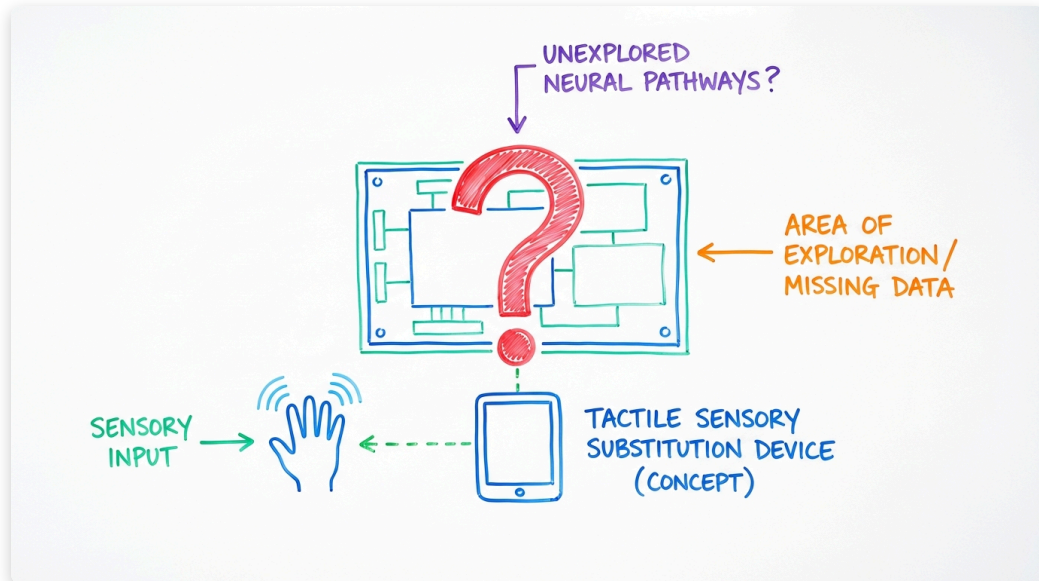 UNEXPLORED
NEURAL PATHWAYS?
AREA OF
EXPLORATION/
MISSING DATA
SENSORY
INPUT
TACTILE SENSORY
SUBSTITUTION DEVICE
(CONCEPT)